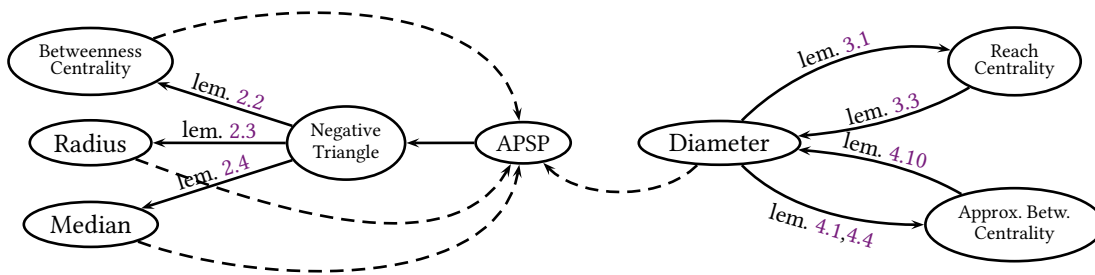 Betweenness
Centrality
lem. 2.2
Radius
lem. 2.3
Negative
Triangle
lem. 2.4
Median
APSP
Diameter
lem. 3.1
Reach
Centrality
lem. 3.3
lem. 4.10
lem. 4.1,4.4
Approx. Betw.
Centrality